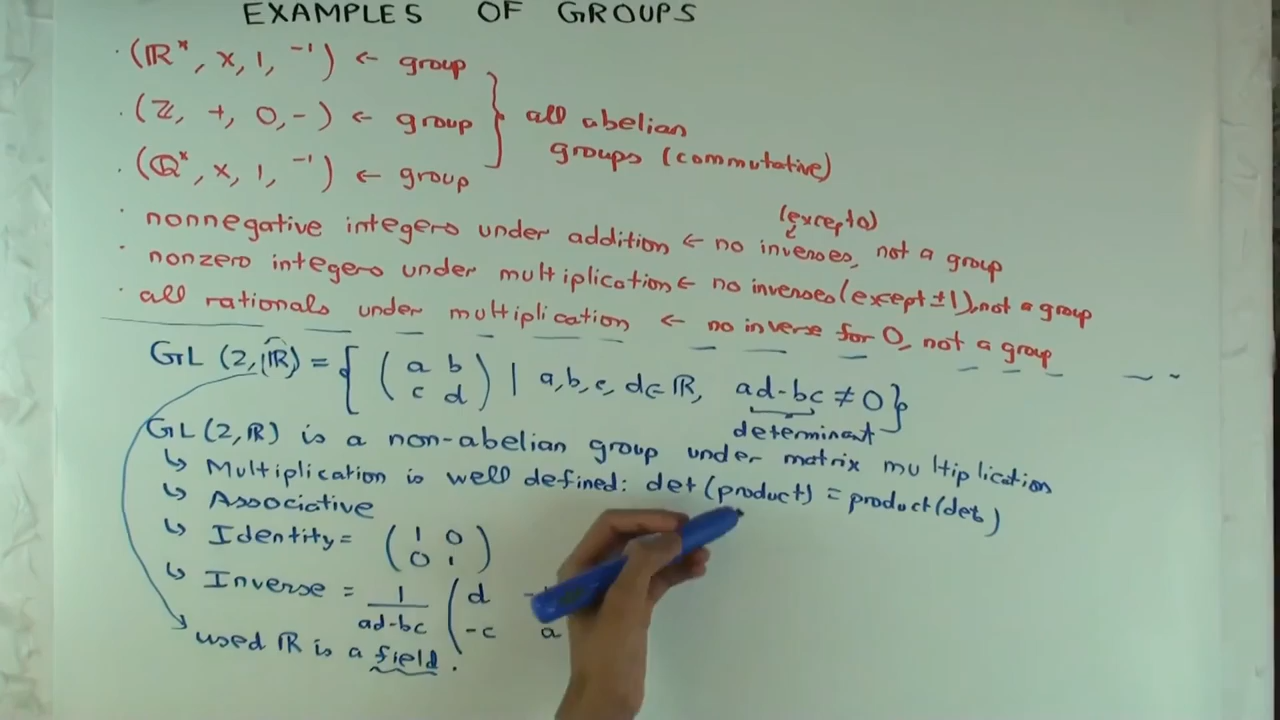 EXAMPLES OF GROUPS
· (ℝ*, ×, 1, ⁻¹) ← group
· (ℤ, +, 0, -) ← group
all abelian
groups (commutative)
· (ℚ*, ×, 1, ⁻¹) ← group
(except 0)
· nonnegative integers under addition ← no inverses, not a group
· nonzero integers under multiplication ← no inverses (except ±1), not a group
· all rationals under multiplication ← no inverse for 0, not a group
GL (2, ℝ) = { ( a b
c d ) | a, b, c, d ∈ ℝ, ad-bc ≠ 0 }
determinant
GL (2, ℝ) is a non-abelian group under matrix multiplication
↳ Multiplication is well defined: det (product) = product (det)
↳ Associative
↳ Identity = ( 1 0
0 1 )
↳ Inverse = 1/(ad-bc) ( d -
-c a
used ℝ is a field.